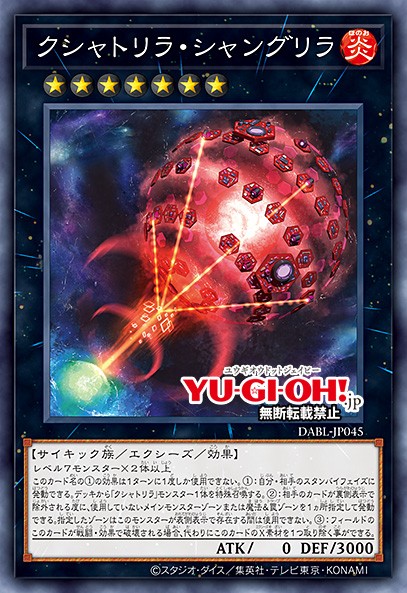 クシャトリラ・シャングリラ
ほのお
炎
ユウギオウドットジェイピー
YU-GI-OH!.jp
無断転載禁止
DABL-JP045
【サイキック族／エクシーズ／効果】
レベル７モンスター×２体以上
このカード名の①の効果は１ターンに１度しか使用できない。①：自分・相手のスタンバイフェイズに
発動できる。デッキから「クシャトリラ」モンスター１体を特殊召喚する。②：相手のカードが裏側表示で
除外される度に、使用していないメインモンスターゾーンまたは魔法＆罠ゾーンを１ヵ所指定して発動
できる。指定したゾーンはこのモンスターが表側表示で存在する間は使用できない。③：フィールドの
このカードが戦闘・効果で破壊される場合、代わりにこのカードのＸ素材を１つ取り除く事ができる。
ATK/ 0 DEF/3000
©スタジオ・ダイス／集英社・テレビ東京・KONAMI